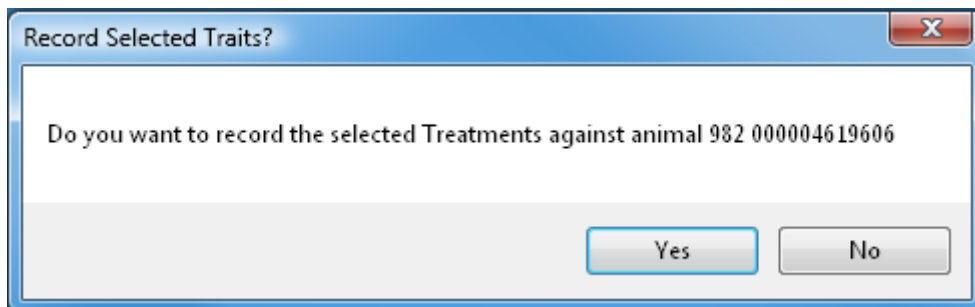 Record Selected Traits?
Do you want to record the selected Treatments against animal 982 000004619606
Yes No